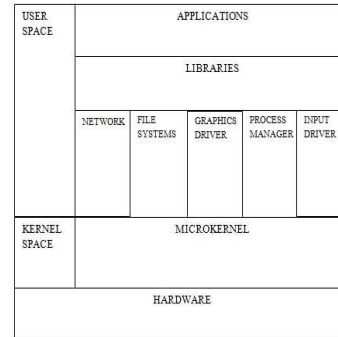 USER
SPACE
APPLICATIONS
LIBRARIES
NETWORK
FILE
SYSTEMS
GRAPHICS
DRIVER
PROCESS
MANAGER
INPUT
DRIVER
KERNEL
SPACE
MICROKERNEL
HARDWARE